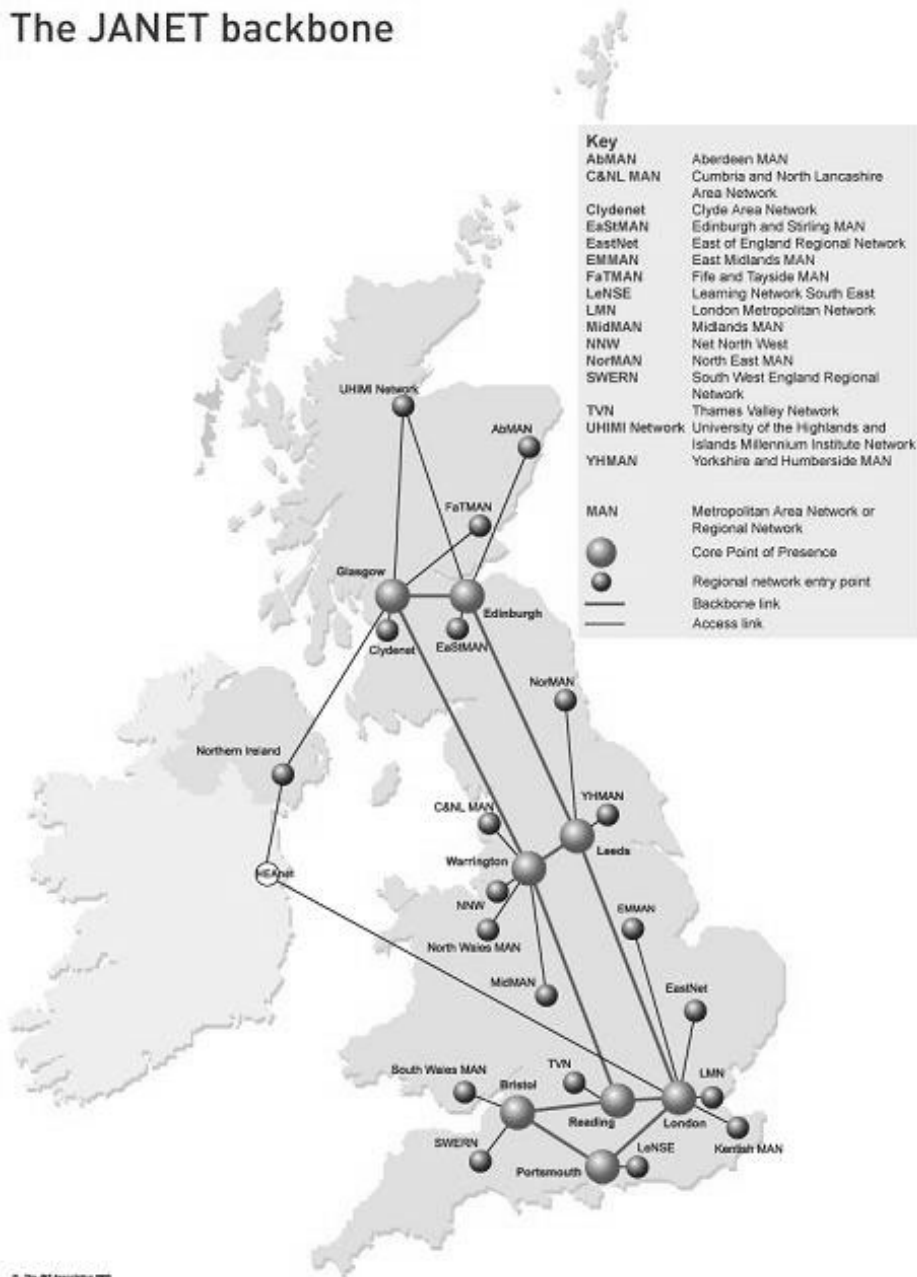 The JANET backbone
Key
AbMAN Aberdeen MAN
C&NL MAN Cumbria and North Lancashire
Area Network
Clydenet Clyde Area Network
EaStMAN Edinburgh and Stirling MAN
EastNet East of England Regional Network
EMMAN East Midlands MAN
FaTMAN Fife and Tayside MAN
LeNSE Learning Network South East
LMN London Metropolitan Network
MidMAN Midlands MAN
NNW Net North West
NorMAN North East MAN
SWERN South West England Regional
Network
TVN Thames Valley Network
UHIMI Network University of the Highlands and
Islands Millennium Institute Network
YHMAN Yorkshire and Humberside MAN
MAN Metropolitan Area Network or
Regional Network
Core Point of Presence
Regional network entry point
Backbone link
Access link
UHIMI Network
AbMAN
FaTMAN
Glasgow
Edinburgh
Clydenet
EaStMAN
NorMAN
Northern Ireland
YHMAN
C&NL MAN
Leeds
Warrington
HEAnet
NNW
EMMAN
North Wales MAN
MidMAN
EastNet
TVN
South Wales MAN
Bristol
LMN
Reading
London
SWERN
LeNSE
Kentish MAN
Portsmouth